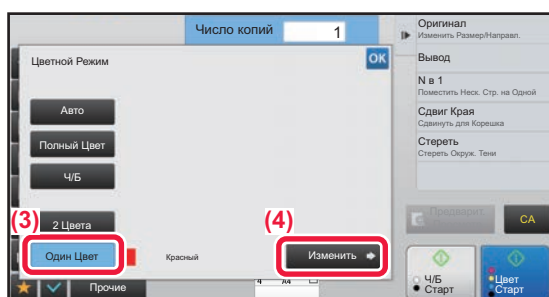 Число копий 1
Цветной Режим
OK
Авто
Полный Цвет
Ч/Б
(3)
2 Цвета
(4)
Один Цвет
Красный
Изменить
Прочие
A4
Оригинал
Изменить Размер/Направл.
Вывод
N в 1
Поместить Неск. Стр. на Одной
Сдвиг Края
Сдвинуть для Корешка
Стереть
Стереть Окруж. Тени
CA
Ч/Б
Старт
Цвет
Старт